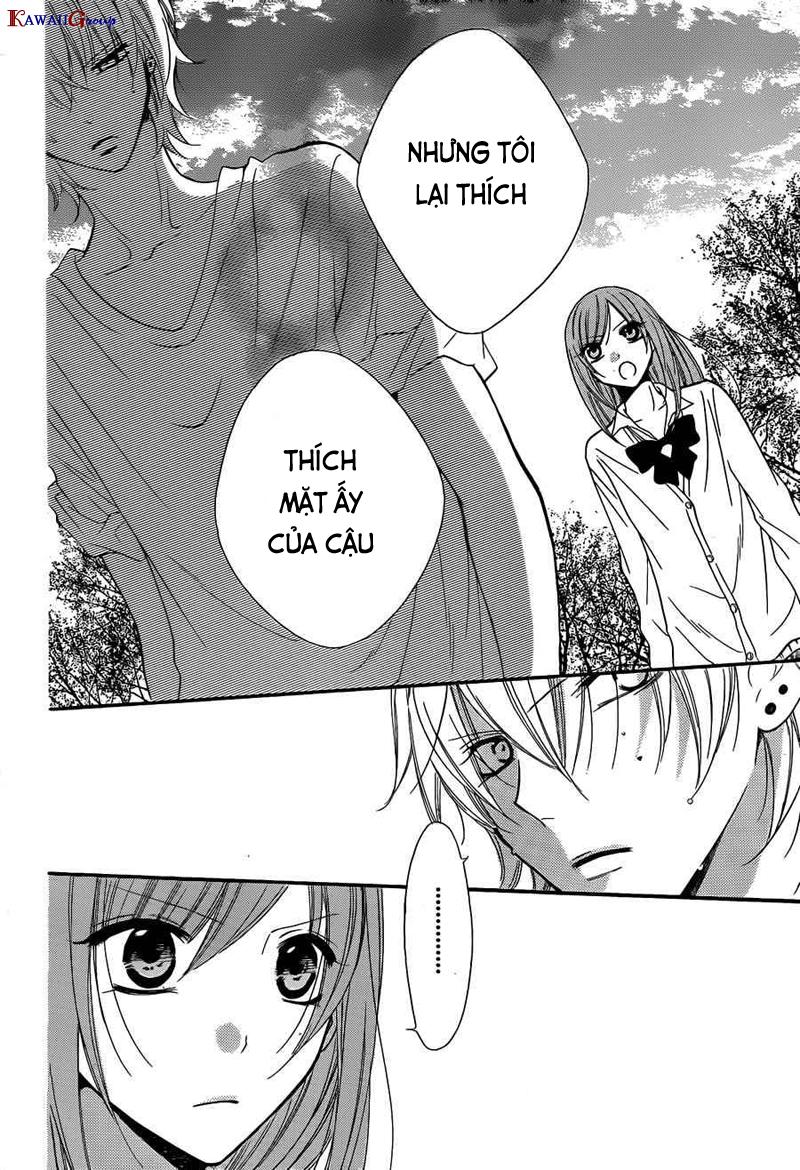 KAWAIIGroup
NHƯNG TÔI
LẠI THÍCH
THÍCH
MẶT ẤY
CỦA CẬU
...........